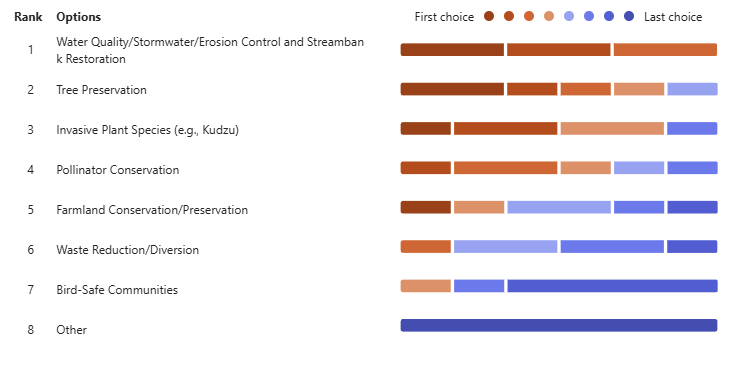 Rank Options First choice Last choice
1 Water Quality/Stormwater/Erosion Control and Streamban
k Restoration
2 Tree Preservation
3 Invasive Plant Species (e.g., Kudzu)
4 Pollinator Conservation
5 Farmland Conservation/Preservation
6 Waste Reduction/Diversion
7 Bird-Safe Communities
8 Other